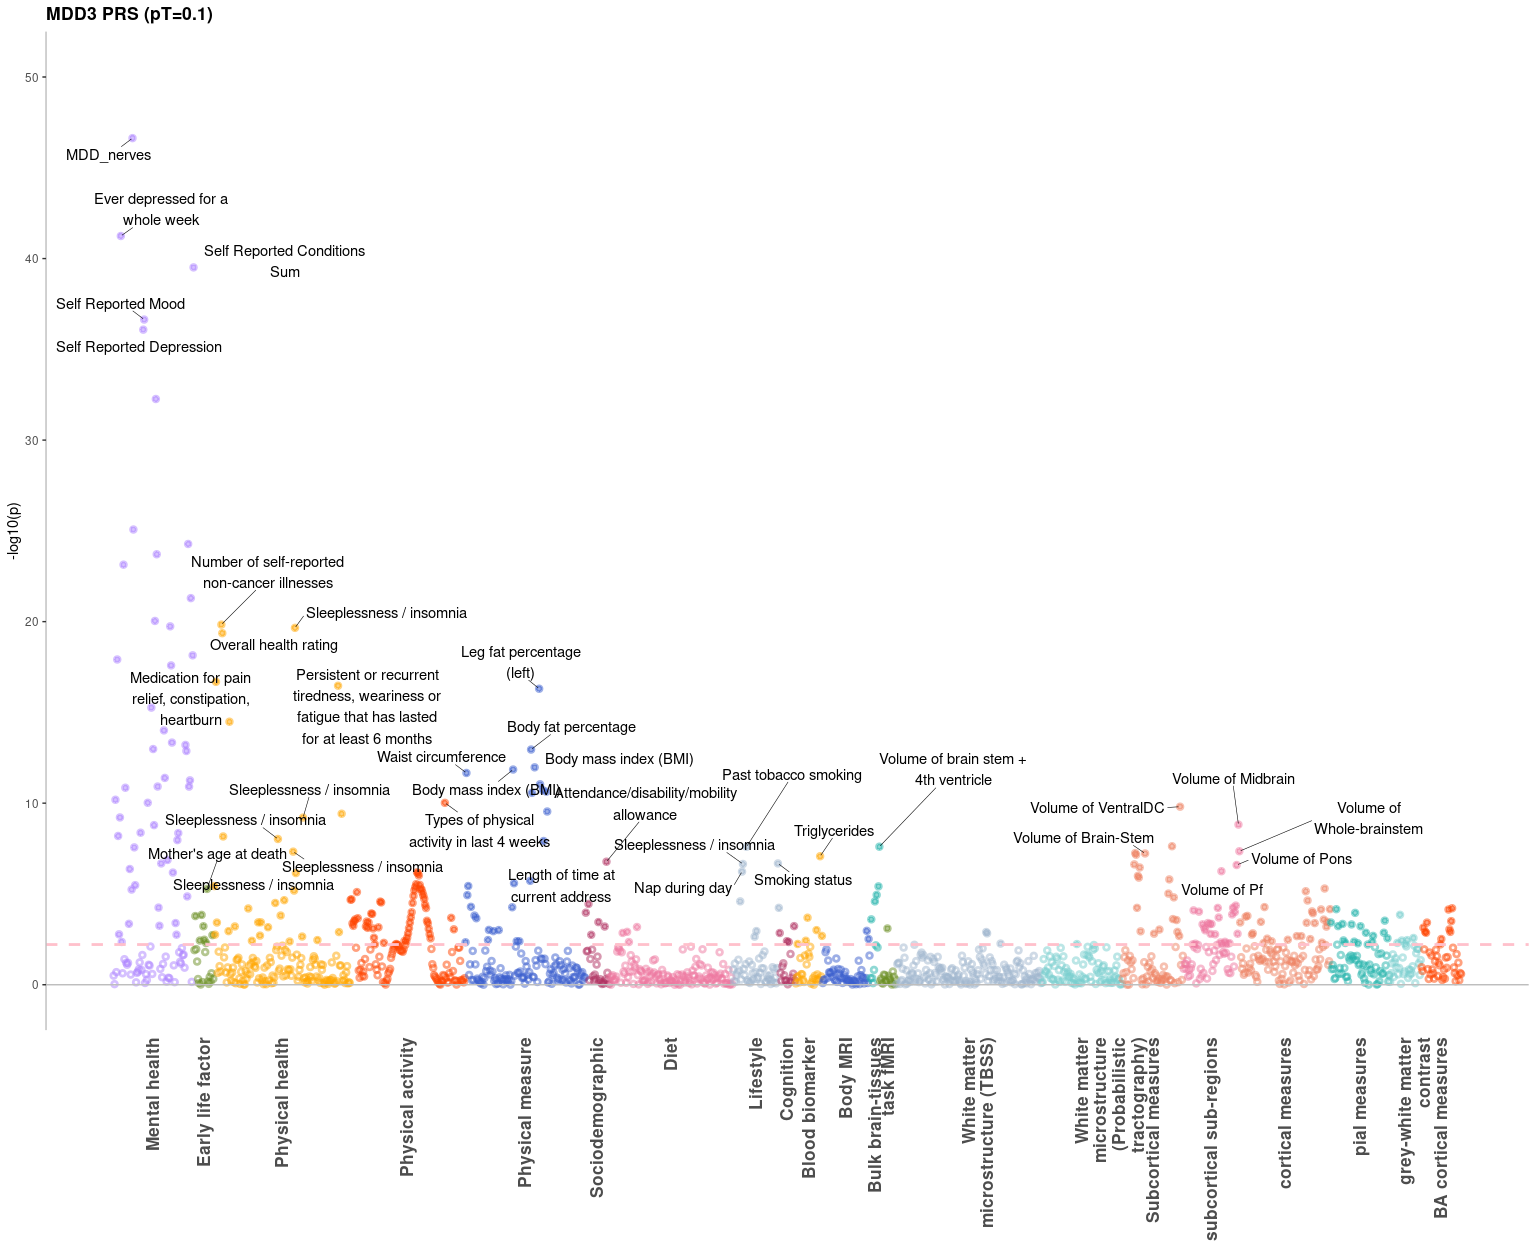 MDD3 PRS (pT=0.1)
-log10(p)
50
40
30
20
10
0
MDD_nerves
Ever depressed for a
whole week
Self Reported Conditions
Sum
Self Reported Mood
Self Reported Depression
Number of self-reported
non-cancer illnesses
Sleeplessness / insomnia
Overall health rating
Medication for pain
relief, constipation,
heartburn
Persistent or recurrent
tiredness, weariness or
fatigue that has lasted
for at least 6 months
Leg fat percentage
(left)
Body fat percentage
Waist circumference
Body mass index (BMI)
Body mass index (BMI)
Sleeplessness / insomnia
Sleeplessness / insomnia
Mother's age at death
Sleeplessness / insomnia
Sleeplessness / insomnia
Types of physical
activity in last 4 weeks
Attendance/disability/mobility
allowance
Length of time at
current address
Past tobacco smoking
Sleeplessness / insomnia
Nap during day
Smoking status
Triglycerides
Volume of brain stem +
4th ventricle
Volume of Midbrain
Volume of VentralDC
Volume of Brain-Stem
Volume of
Whole-brainstem
Volume of Pons
Volume of Pf
Mental health
Early life factor
Physical health
Physical activity
Physical measure
Sociodemographic
Diet
Lifestyle
Cognition
Blood biomarker
Body MRI
Bulk brain-tissues
task fMRI
White matter
microstructure (TBSS)
White matter
microstructure
(Probabilistic
tractography)
Subcortical measures
subcortical sub-regions
cortical measures
pial measures
grey-white matter
contrast
BA cortical measures